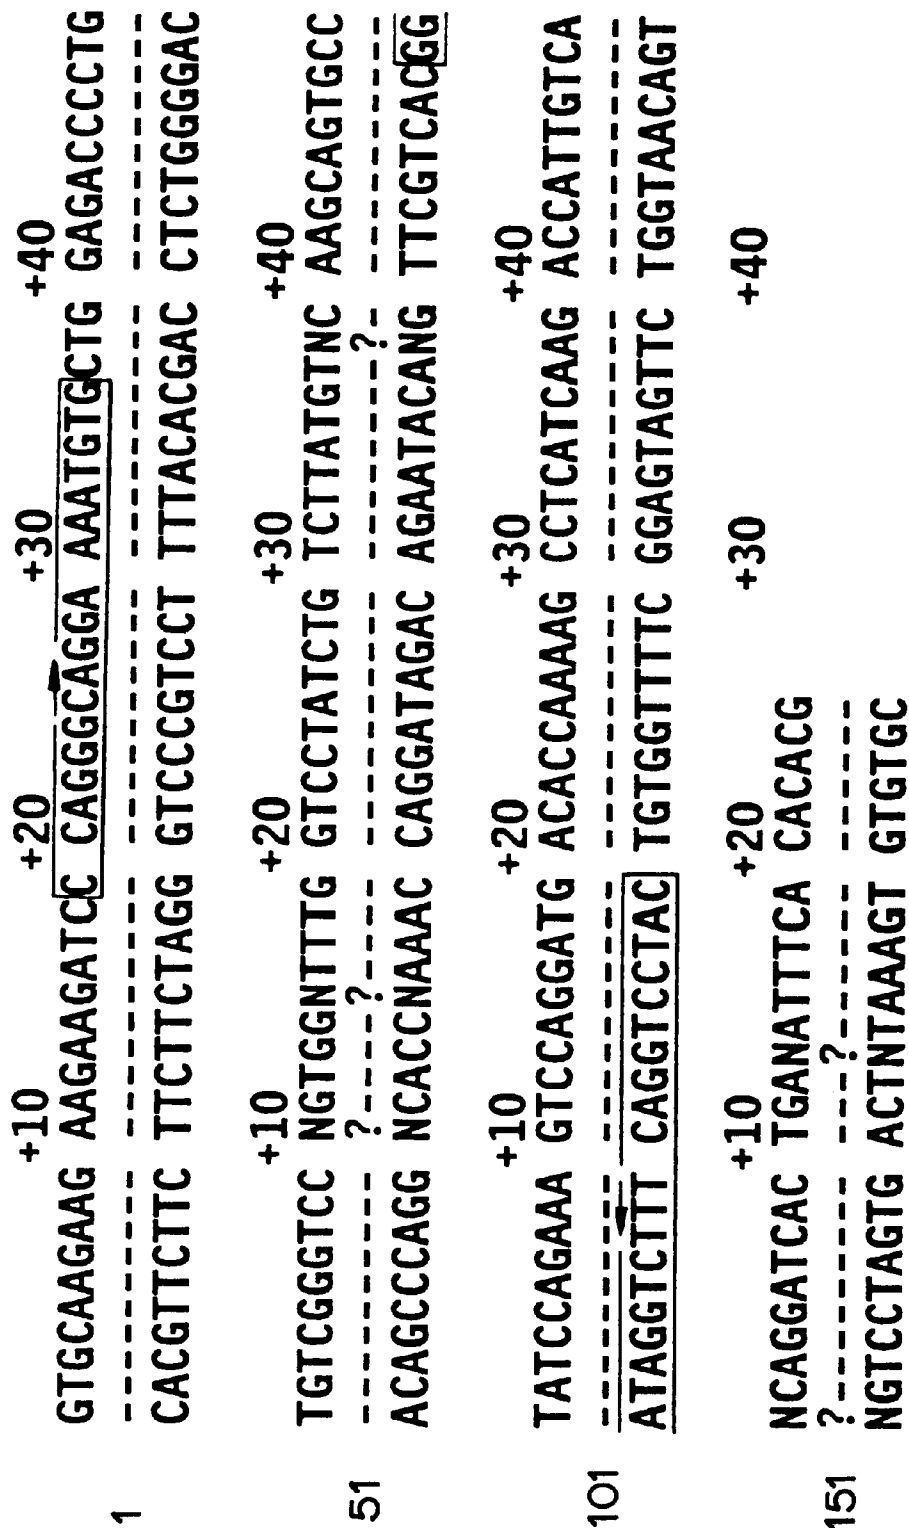 +10 +20 +30 +40
GTGCAAGAAG AAGAAGATCC CAGGGCAGGA AAATGTGCTG GAGACCCCTG
1 ---------- ---------- ---------- ---------- ----------
CACGTTCTTC TTCTTCTAGG GTCCCGTCCT TTTACACGAC CTCTGGGGAC
+10 +20 +30 +40
TGTCGGGTCC NGTGGNTTTG GTCCTATCTG TCTTATGTNC AAGCAGTGCC
51 ---------- ?----?---- ---------- --------?- ----------
ACAGCCCAGG NCACCNAAAC CAGGATAGAC AGAATACANG TTCGTCACGG
+10 +20 +30 +40
TATCCAGAAA GTCCAGGATG ACACCAAAAG CCTCATCAAG ACCATTGTCA
101 ---------- ---------- ---------- ---------- ----------
ATAGGTCTTT CAGGTCCTAC TGTGGTTTTC GGAGTAGTTC TGGTAACAGT
+10 +20 +30 +40
NCAGGATCAC TGANATTTCA CACACG
151 ?--------- ---?------ ------
NGTCCTAGTG ACTNTAAAGT GTGTGC